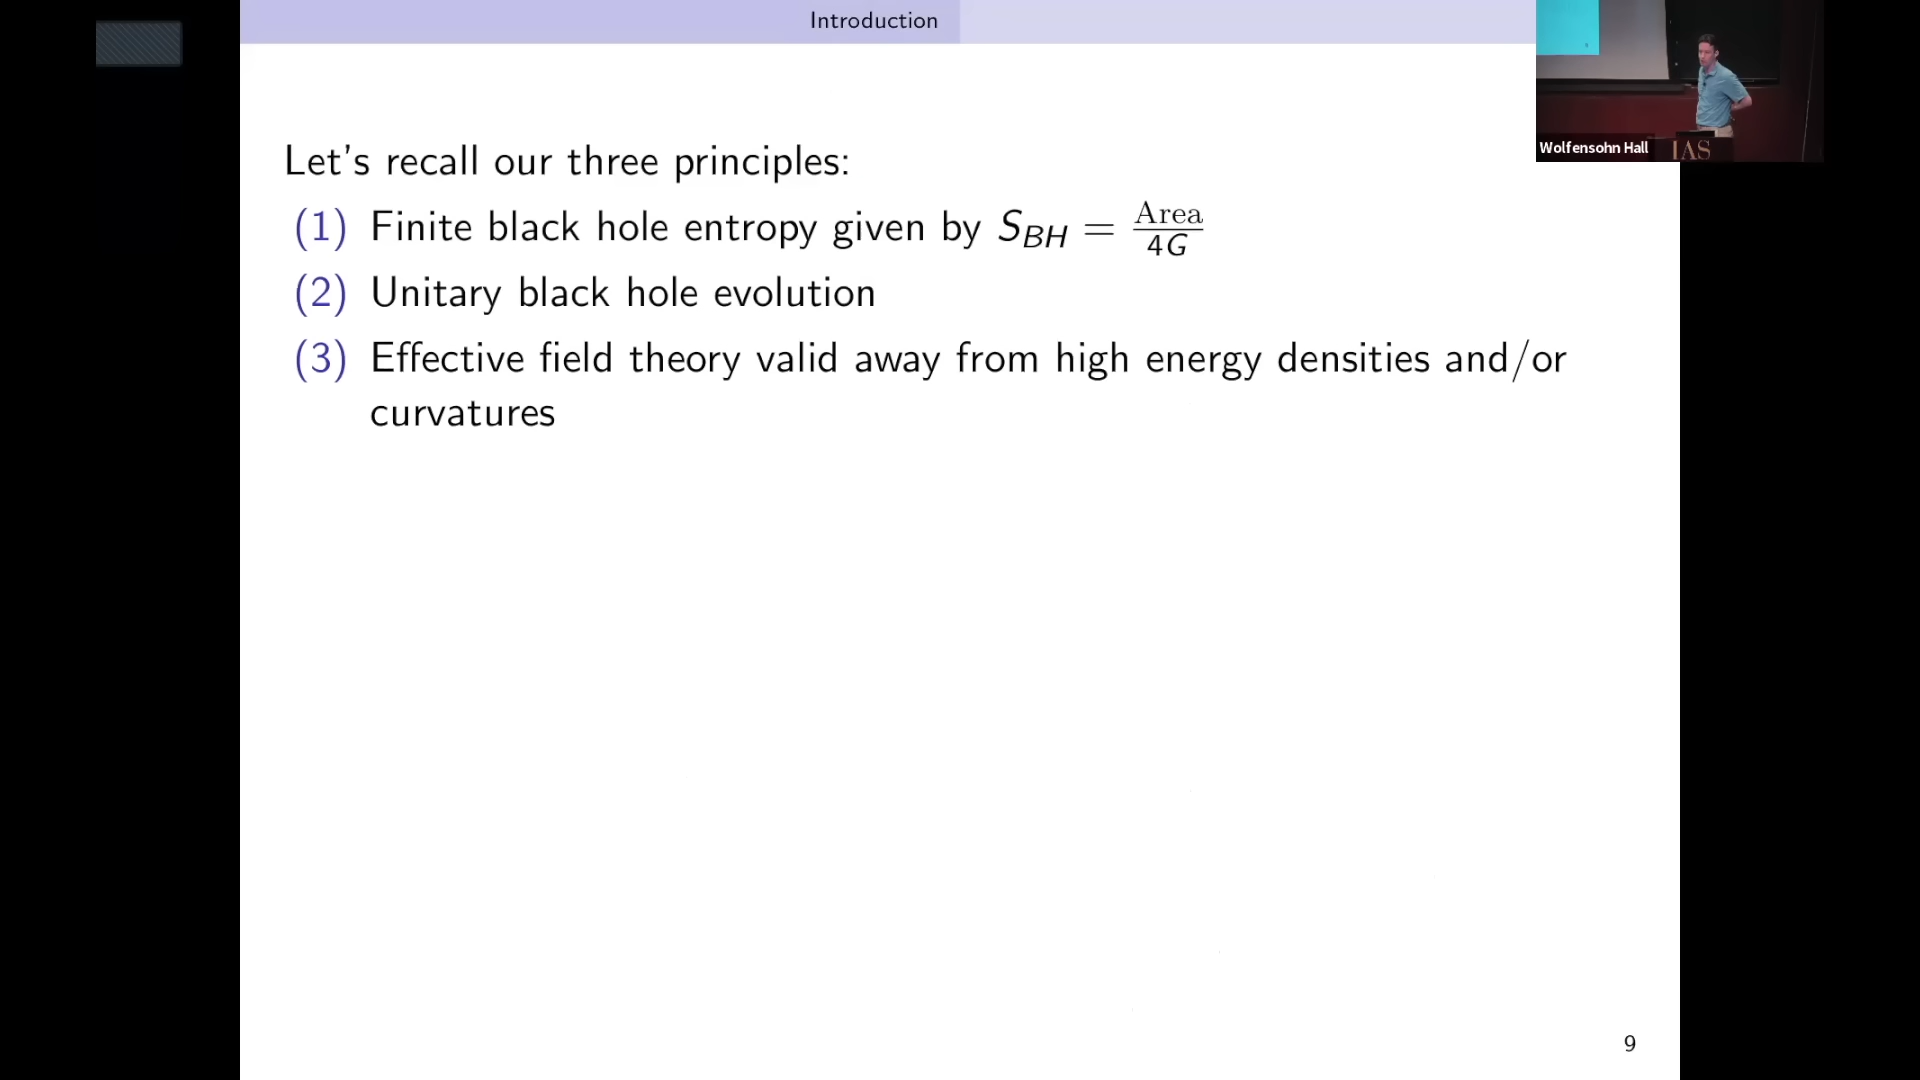 Introduction
Wolfensohn Hall
IAS
Let's recall our three principles:
(1) Finite black hole entropy given by S_BH = Area/4G
(2) Unitary black hole evolution
(3) Effective field theory valid away from high energy densities and/or
curvatures
9